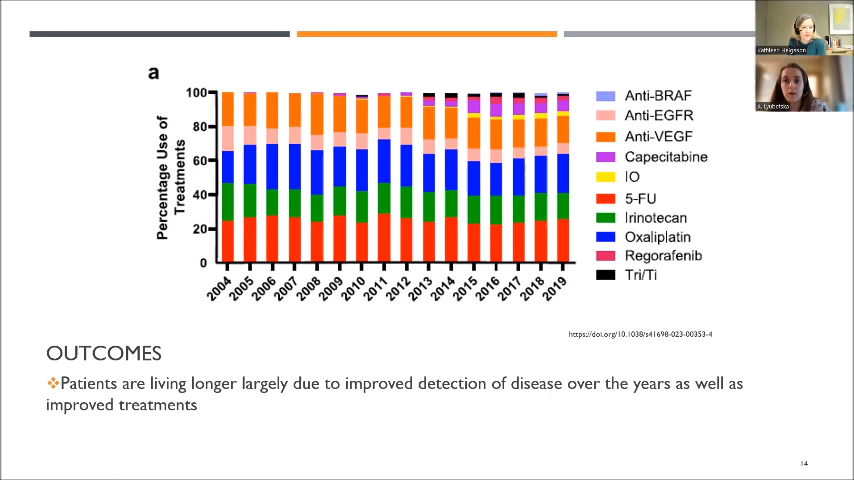 a
Percentage Use of
Treatments
100
80
60
40
20
0
2004 2005 2006 2007 2008 2009 2010 2011 2012 2013 2014 2015 2016 2017 2018 2019
Anti-BRAF
Anti-EGFR
Anti-VEGF
Capecitabine
IO
5-FU
Irinotecan
Oxaliplatin
Regorafenib
Tri/Ti
Kathleen Helgason
https://doi.org/10.1038/s41698-023-00353-4
OUTCOMES
❖Patients are living longer largely due to improved detection of disease over the years as well as
improved treatments
14